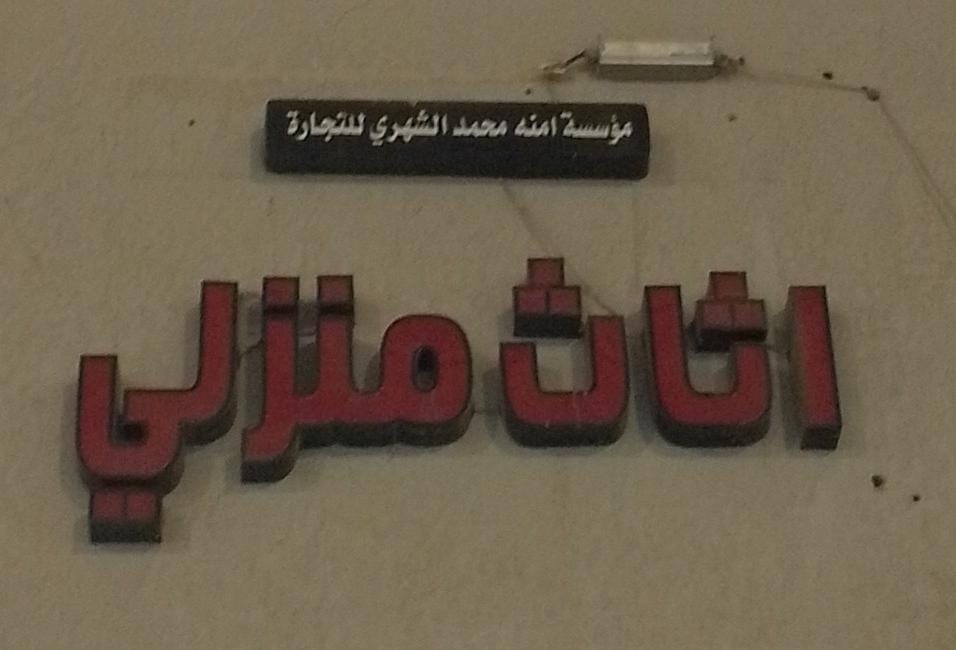 مؤسسة امنه محمد الشهري للتجارة
اثاث منزلي